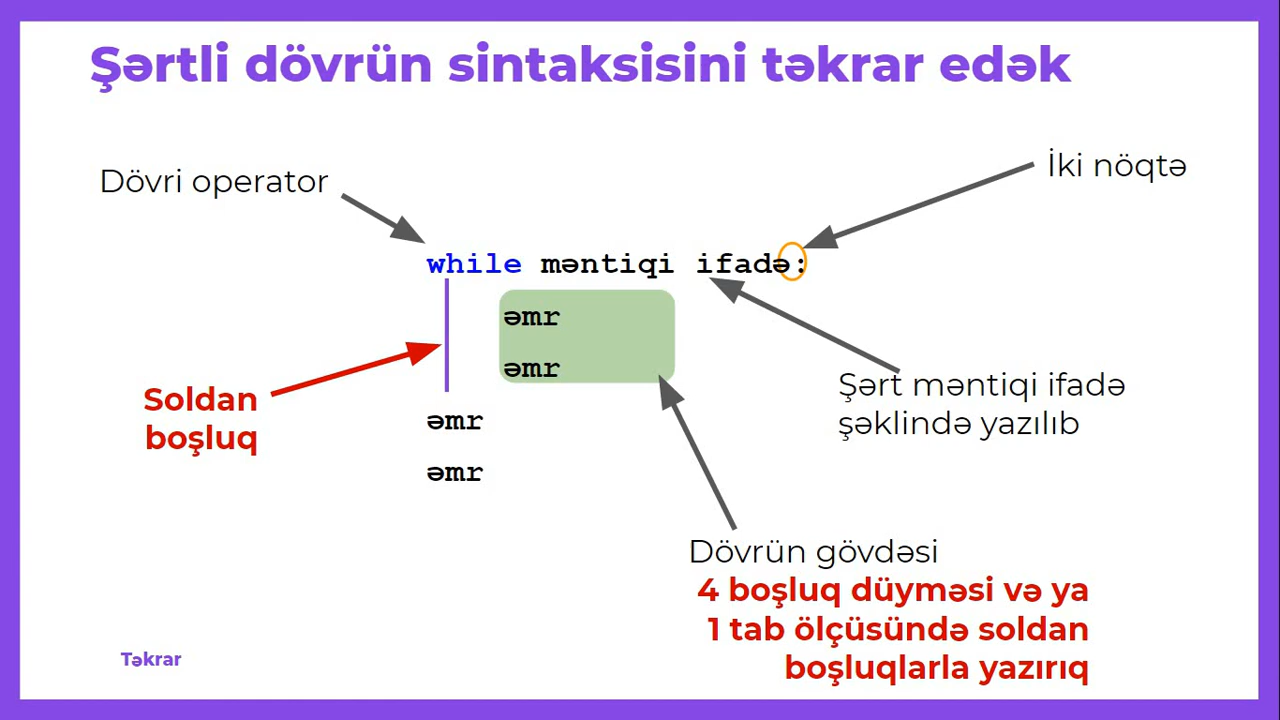 Şərtli dövrün sintaksisini təkrar edək
Dövri operator
İki nöqtə
while məntiqi ifadə:
əmr
əmr
əmr
əmr
Soldan
boşluq
Şərt məntiqi ifadə
şəklində yazılıb
Dövrün gövdəsi
4 boşluq düyməsi və ya
1 tab ölçüsündə soldan
boşluqlarla yazırıq
Təkrar